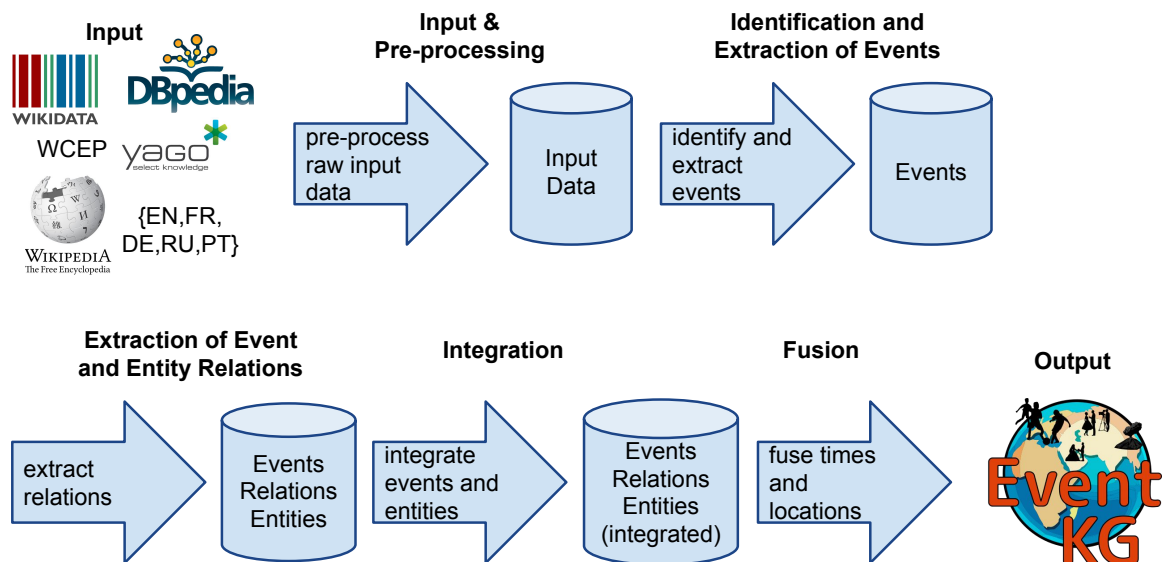 Input
WIKIDATA
DBpedia
WCEP
yago
select knowledge
WIKIPEDIA
The Free Encyclopedia
{EN,FR,
DE,RU,PT}
Input &
Pre-processing
pre-process
raw input
data
Input
Data
Identification and
Extraction of Events
identify and
extract
events
Events
Extraction of Event
and Entity Relations
extract
relations
Events
Relations
Entities
Integration
integrate
events and
entities
Events
Relations
Entities
(integrated)
Fusion
fuse times
and
locations
Output
Event
KG